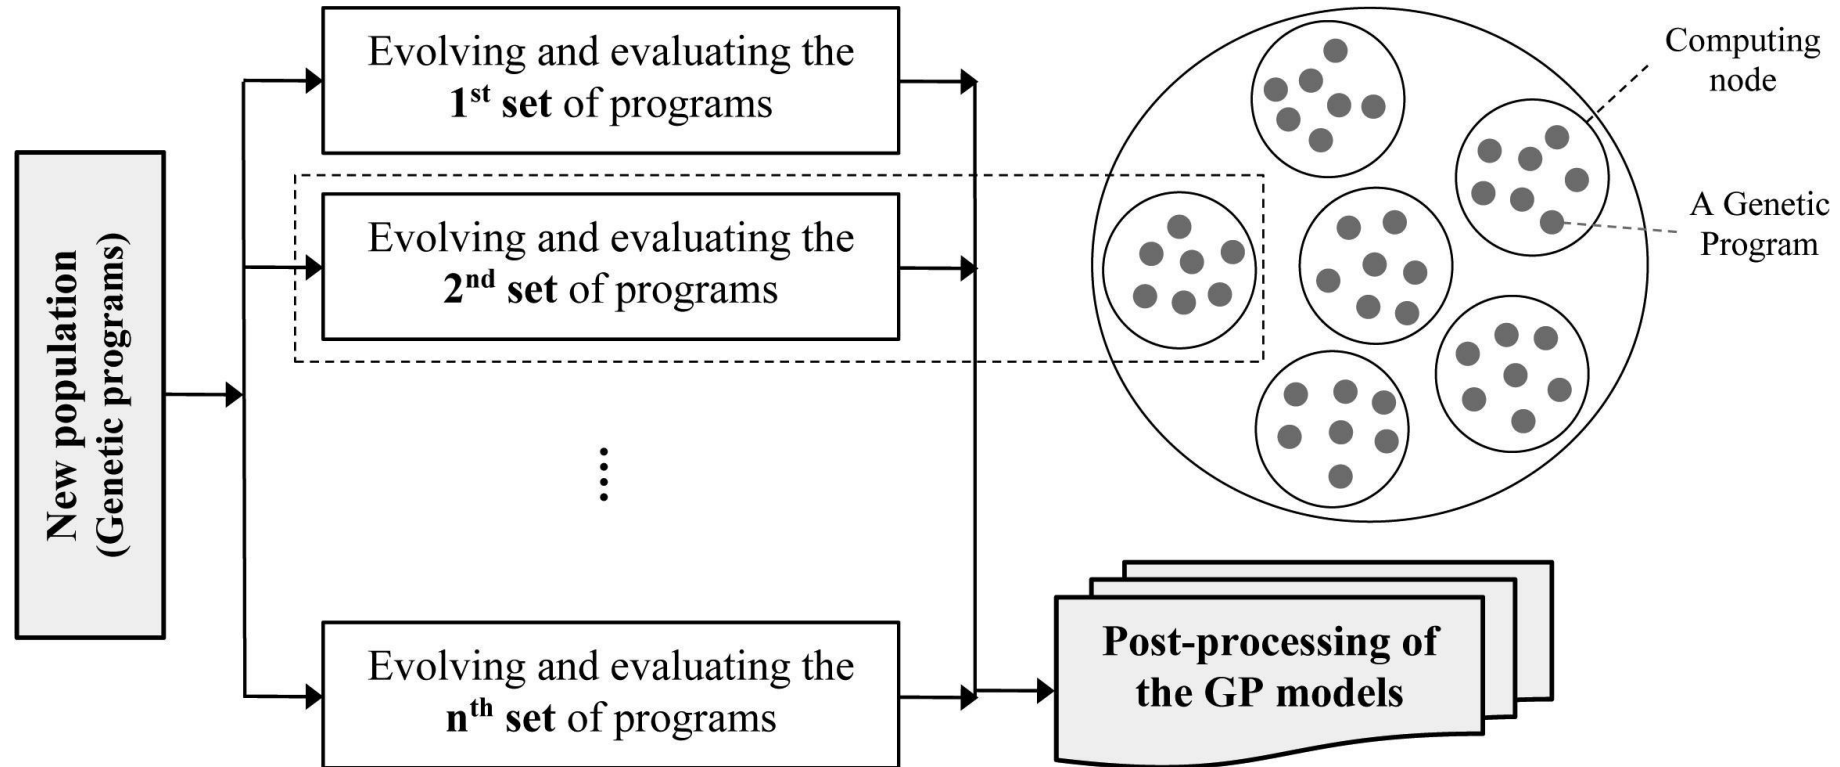 New population
(Genetic programs)
Evolving and evaluating the
1st set of programs
Evolving and evaluating the
2nd set of programs
Evolving and evaluating the
nth set of programs
Computing
node
A Genetic
Program
Post-processing of
the GP models